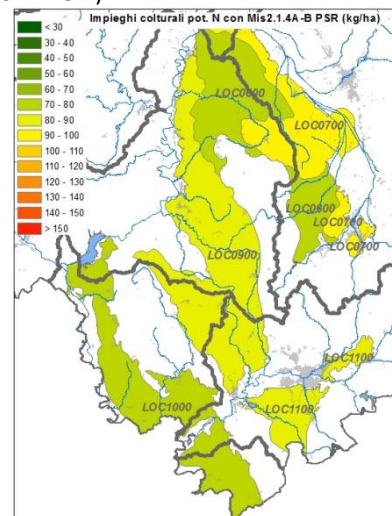 Impieghi colturali pot. N con Mis2.1.4A-B PSR (kg/ha)
< 30
30 - 40
40 - 50
50 - 60
60 - 70
70 - 80
80 - 90
90 - 100
100 - 110
110 - 120
120 - 130
130 - 140
140 - 150
> 150
LOC0600
LOC0700
LOC0600
LOC0700
LOC0700
LOC0900
LOC1100
LOC1000
LOC1100